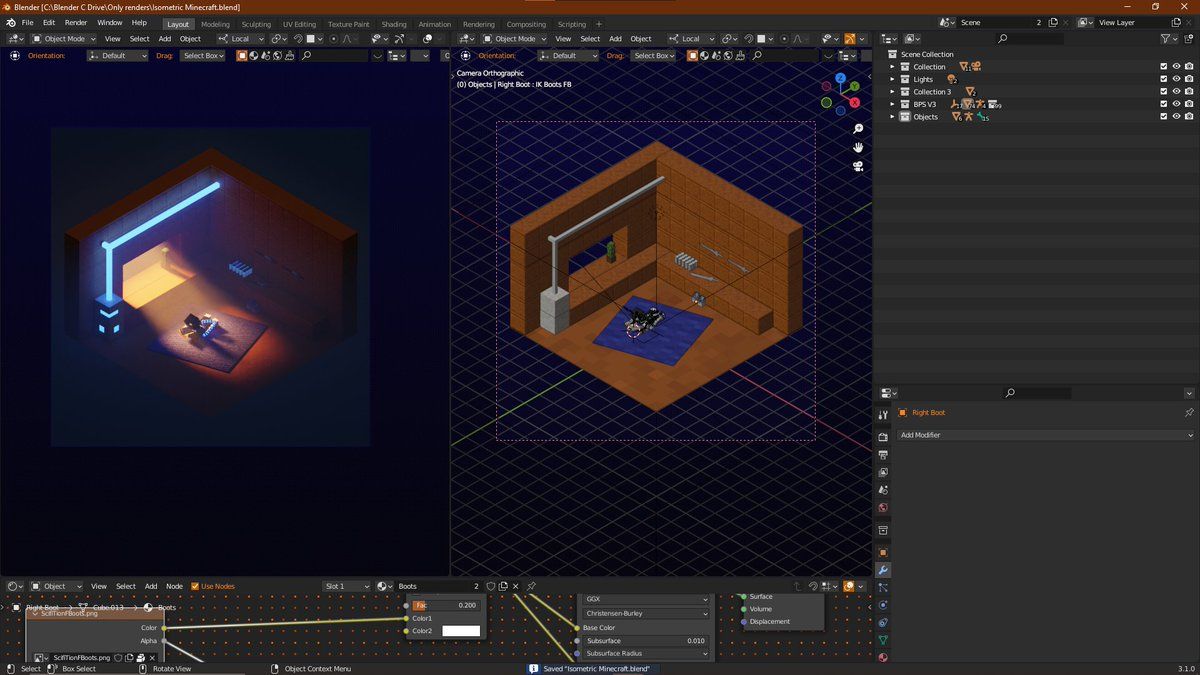 Blender [C:\Blender C Drive\Only renders\Isometric Minecraft.blend]
File Edit Render Window Help Layout Modeling Sculpting UV Editing Texture Paint Shading Animation Rendering Compositing Scripting + Scene 2 View Layer
Object Mode View Select Add Object Local Object Mode View Select Add Object Local
Orientation: Default Drag: Select Box Orientation: Default Drag: Select Box
Camera Orthographic
(0) Objects | Right Boot : IK Boots FB
Z
Y
X
Scene Collection
Collection
Lights 2
Collection 3 2
BPS V3
Objects 6 15
Right Boot
Add Modifier
Object View Select Add Node Use Nodes Slot 1 Boots 2
Right Boot Cube.013 Boots
ScifiTionFBoots.png
Color
Alpha
ScifiTionFBoots.png
Fac 0.200
Color1
Color2
GGX
Christensen-Burley
Base Color
Subsurface 0.010
Subsurface Radius
Surface
Volume
Displacement
Select Box Select Rotate View Object Context Menu Saved "Isometric Minecraft.blend" 3.1.0